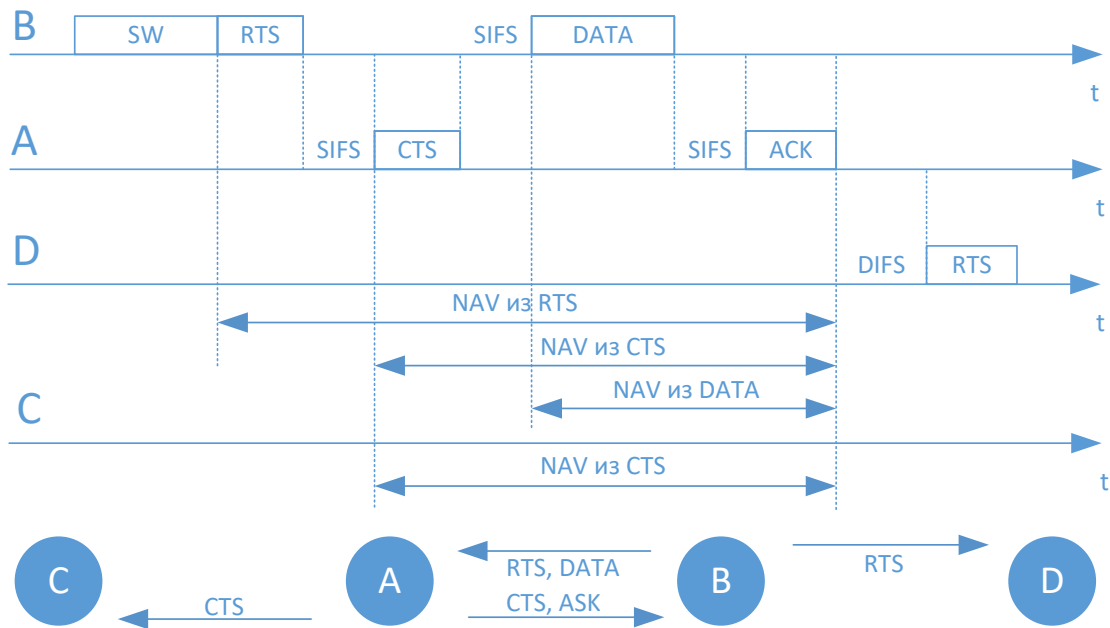 B SW RTS SIFS DATA
t
A SIFS CTS SIFS ACK
t
D DIFS RTS
NAV из RTS
t
NAV из CTS
NAV из DATA
C
NAV из CTS
t
C A RTS, DATA B RTS D
CTS CTS, ASK